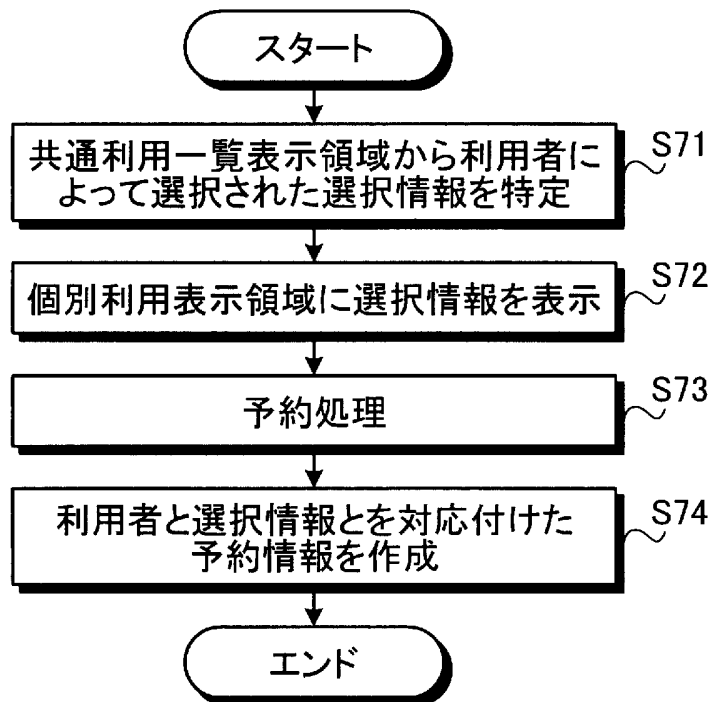 スタート
共通利用一覧表示領域から利用者に
よって選択された選択情報を特定
S71
個別利用表示領域に選択情報を表示
S72
予約処理
S73
利用者と選択情報とを対応付けた
予約情報を作成
S74
エンド